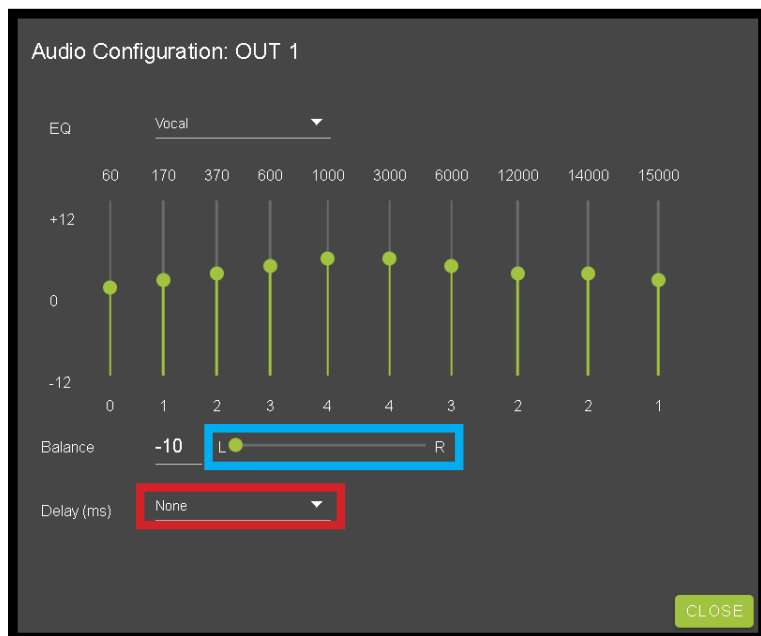 Audio Configuration: OUT 1
EQ Vocal
60 170 370 600 1000 3000 6000 12000 14000 15000
+12
0
-12
0 1 2 3 4 4 3 2 2 1
Balance -10 L R
Delay (ms) None
CLOSE